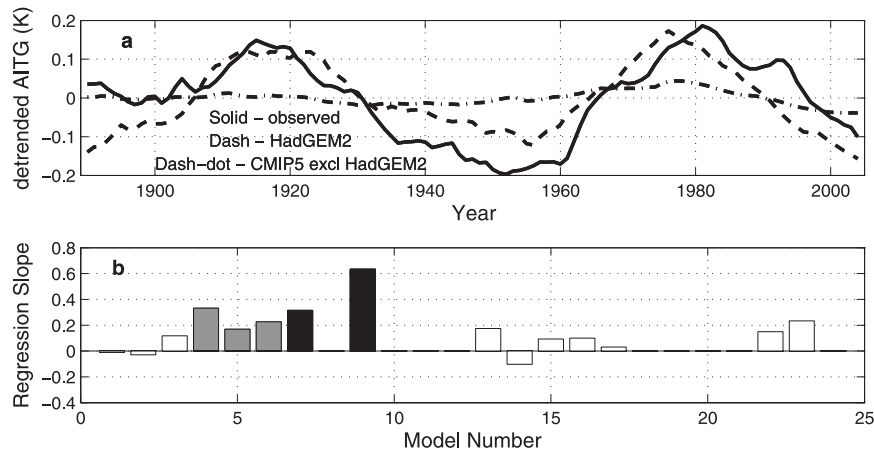 detrended AITG (K)
0.2
0.1
0
−0.1
−0.2
a
Solid − observed
Dash − HadGEM2
Dash−dot − CMIP5 excl HadGEM2
1900 1920 1940 1960 1980 2000
Year
Regression Slope
0.8
0.6
0.4
0.2
0
−0.2
−0.4
b
0 5 10 15 20 25
Model Number